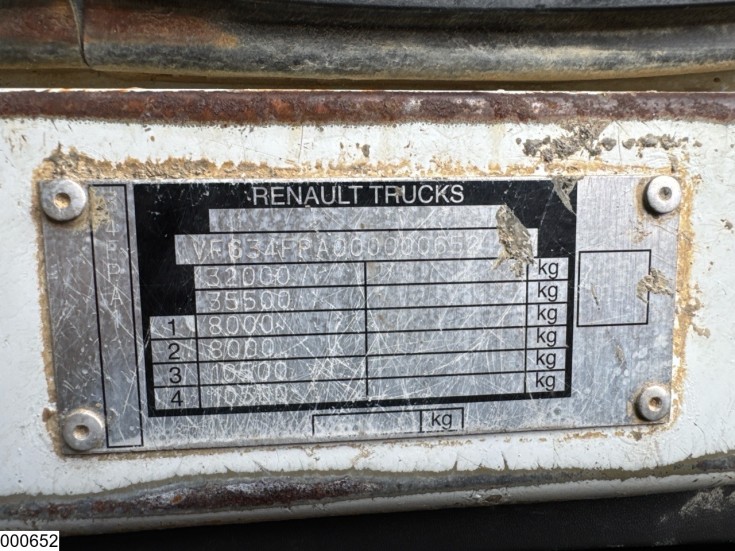 RENAULT TRUCKS
34FPA
VF634FPA000000652
32000 kg
35500 kg
1 8000 kg
2 8000 kg
3 kg
4 kg
kg
000652